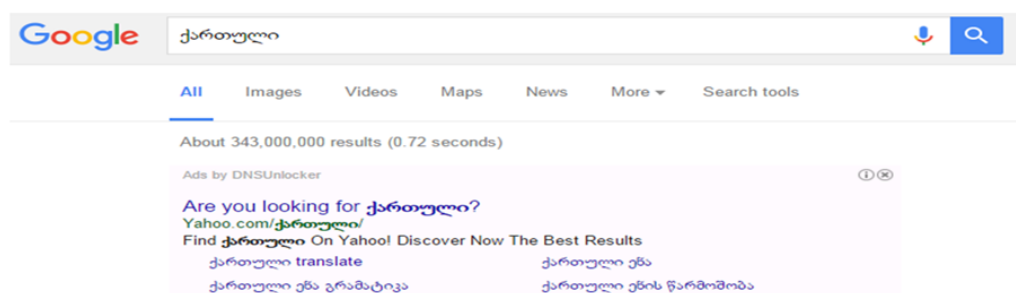 Google ქართული
All Images Videos Maps News More Search tools
About 343,000,000 results (0.72 seconds)
Ads by DNSUnlocker
Are you looking for ქართული?
Yahoo.com/ქართული/
Find ქართული On Yahoo! Discover Now The Best Results
ქართული translate ქართული ენა
ქართული ენა გრამატიკა ქართული ენის წარმოშობა